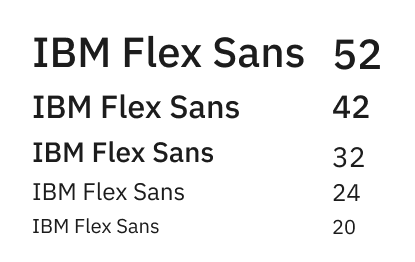 IBM Flex Sans 52
IBM Flex Sans 42
IBM Flex Sans 32
IBM Flex Sans 24
IBM Flex Sans 20